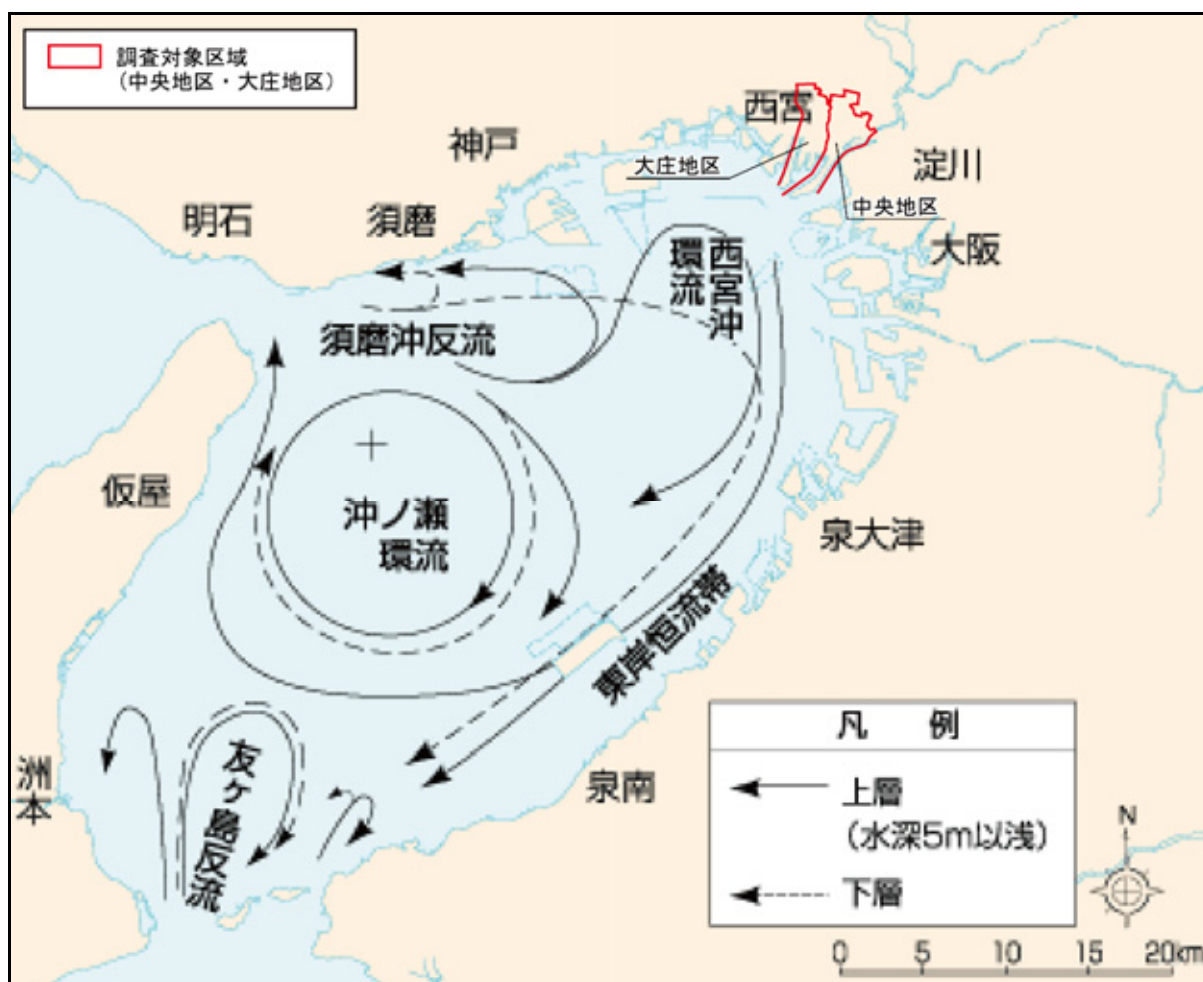 調査対象区域
(中央地区・大庄地区)
西宮
神戸
大庄地区
淀川
中央地区
明石
須磨
大阪
西宮沖
環流
須磨沖反流
仮屋
沖ノ瀬
環流
泉大津
東岸恒流帯
洲本
友ヶ島反流
泉南
凡 例
上層
(水深5m以浅)
下層
N
0 5 10 15 20km